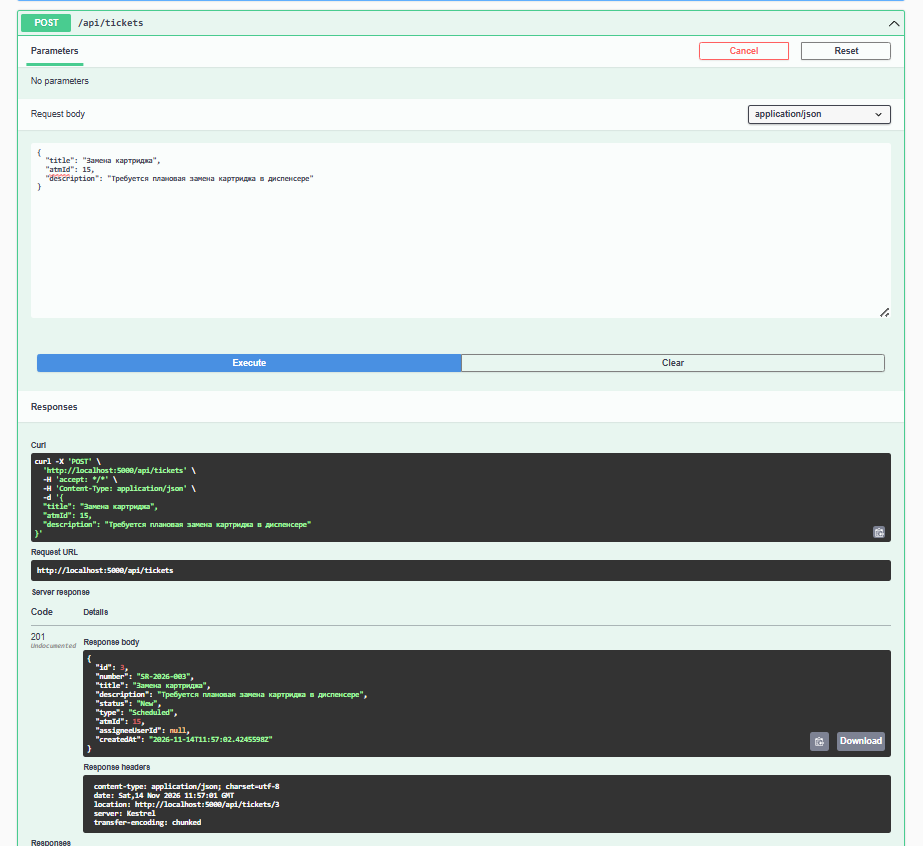 POST /api/tickets
Parameters Cancel Reset
No parameters
Request body application/json
{
"title": "Замена картриджа",
"atmId": 15,
"description": "Требуется плановая замена картриджа в диспенсере"
}
Execute Clear
Responses
Curl
curl -X 'POST' \
'http://localhost:5000/api/tickets' \
-H 'accept: */*' \
-H 'Content-Type: application/json' \
-d '{
"title": "Замена картриджа",
"atmId": 15,
"description": "Требуется плановая замена картриджа в диспенсере"
}'
Request URL
http://localhost:5000/api/tickets
Server response
Code Details
201
Undocumented
Response body
{
"id": 3,
"number": "SR-2026-003",
"title": "Замена картриджа",
"description": "Требуется плановая замена картриджа в диспенсере",
"status": "New",
"type": "Scheduled",
"atmId": 15,
"assigneeUserId": null,
"createdAt": "2026-11-14T11:57:02.4245598Z"
}
Download
Response headers
content-type: application/json; charset=utf-8
date: Sat,14 Nov 2026 11:57:01 GMT
location: http://localhost:5000/api/tickets/3
server: Kestrel
transfer-encoding: chunked
Responses